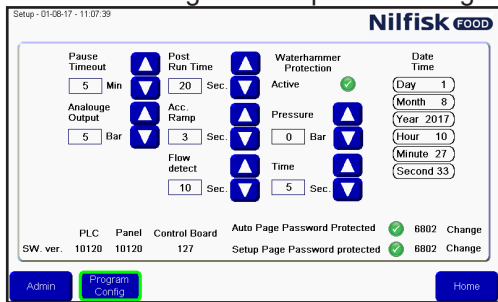 Setup - 01-08-17 - 11:07:39
Nilfisk FOOD
Pause Timeout
5 Min
Post Run Time
20 Sec.
Waterhammer Protection
Active
Date Time
Day 1
Month 8
Year 2017
Hour 10
Minute 27
Second 33
Analouge Output
5 Bar
Acc. Ramp
3 Sec.
Pressure
0 Bar
Flow detect
10 Sec.
Time
5 Sec.
PLC Panel Control Board
SW. ver. 10120 10120 127
Auto Page Password Protected 6802 Change
Setup Page Password protected 6802 Change
Admin
Program Config
Home